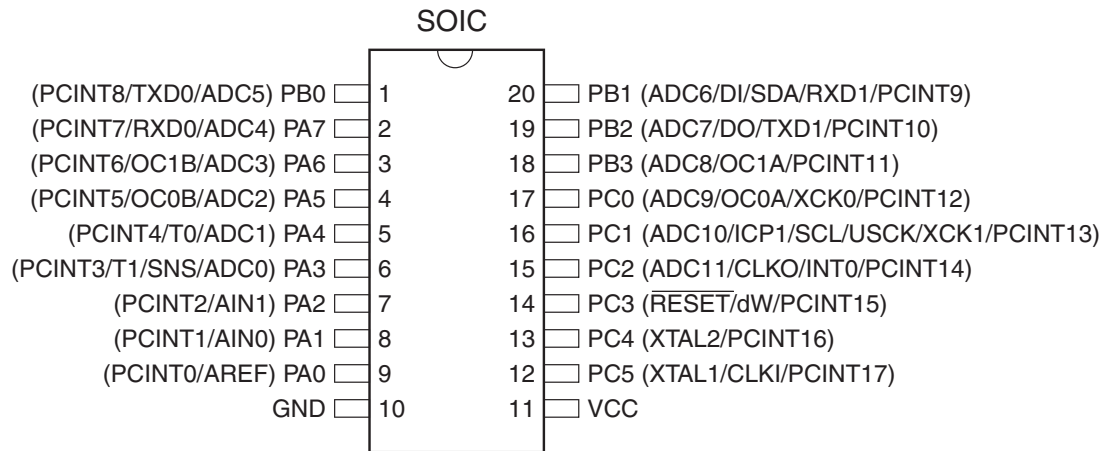 SOIC
(PCINT8/TXD0/ADC5) PB0 1 20 PB1 (ADC6/DI/SDA/RXD1/PCINT9)
(PCINT7/RXD0/ADC4) PA7 2 19 PB2 (ADC7/DO/TXD1/PCINT10)
(PCINT6/OC1B/ADC3) PA6 3 18 PB3 (ADC8/OC1A/PCINT11)
(PCINT5/OC0B/ADC2) PA5 4 17 PC0 (ADC9/OC0A/XCK0/PCINT12)
(PCINT4/T0/ADC1) PA4 5 16 PC1 (ADC10/ICP1/SCL/USCK/XCK1/PCINT13)
(PCINT3/T1/SNS/ADC0) PA3 6 15 PC2 (ADC11/CLKO/INT0/PCINT14)
(PCINT2/AIN1) PA2 7 14 PC3 (RESET/dW/PCINT15)
(PCINT1/AIN0) PA1 8 13 PC4 (XTAL2/PCINT16)
(PCINT0/AREF) PA0 9 12 PC5 (XTAL1/CLKI/PCINT17)
GND 10 11 VCC